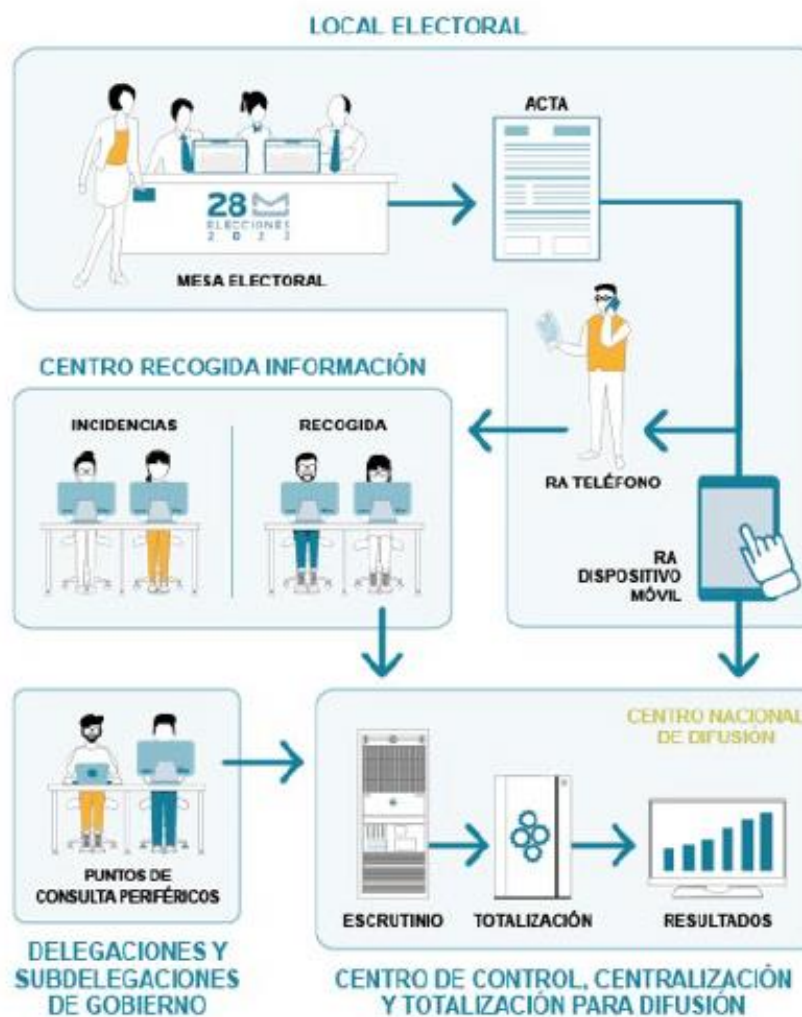 LOCAL ELECTORAL
ACTA
28
ELECCIONES
2023
MESA ELECTORAL
CENTRO RECOGIDA INFORMACIÓN
INCIDENCIAS
RECOGIDA
RA TELÉFONO
RA
DISPOSITIVO
MÓVIL
CENTRO NACIONAL
DE DIFUSIÓN
PUNTOS DE
CONSULTA PERIFÉRICOS
ESCRUTINIO
TOTALIZACIÓN
RESULTADOS
DELEGACIONES Y
SUBDELEGACIONES
DE GOBIERNO
CENTRO DE CONTROL, CENTRALIZACIÓN
Y TOTALIZACIÓN PARA DIFUSIÓN